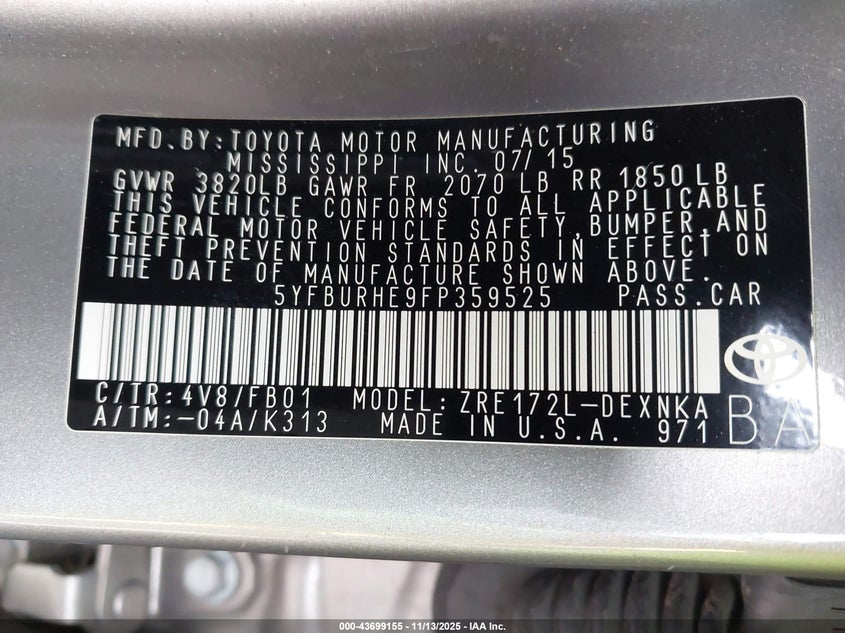 MFD.BY:TOYOTA MOTOR MANUFACTURING
MISSISSIPPI INC. 07/15
GVWR 3820LB GAWR FR 2070 LB RR 1850 LB
THIS VEHICLE CONFORMS TO ALL APPLICABLE
FEDERAL MOTOR VEHICLE SAFETY,BUMPER,AND
THEFT PREVENTION STANDARDS IN EFFECT ON
THE DATE OF MANUFACTURE SHOWN ABOVE.
5YFBURHE9FP359525 PASS.CAR
C/TR:4V8/FB01 MODEL:ZRE172L-DEXNKA
A/TM:-04A/K313 MADE IN U.S.A. 971 BA
000-43699155 - 11/13/2025 - IAA Inc.